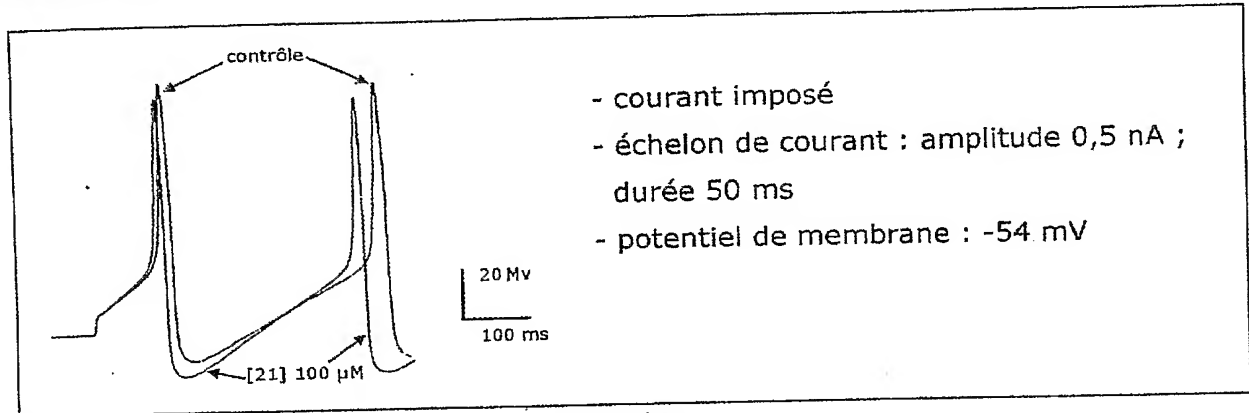 contrôle
- courant imposé
- échelon de courant : amplitude 0,5 nA ;
durée 50 ms
- potentiel de membrane : -54 mV
20 Mv
100 ms
[21] 100 µM